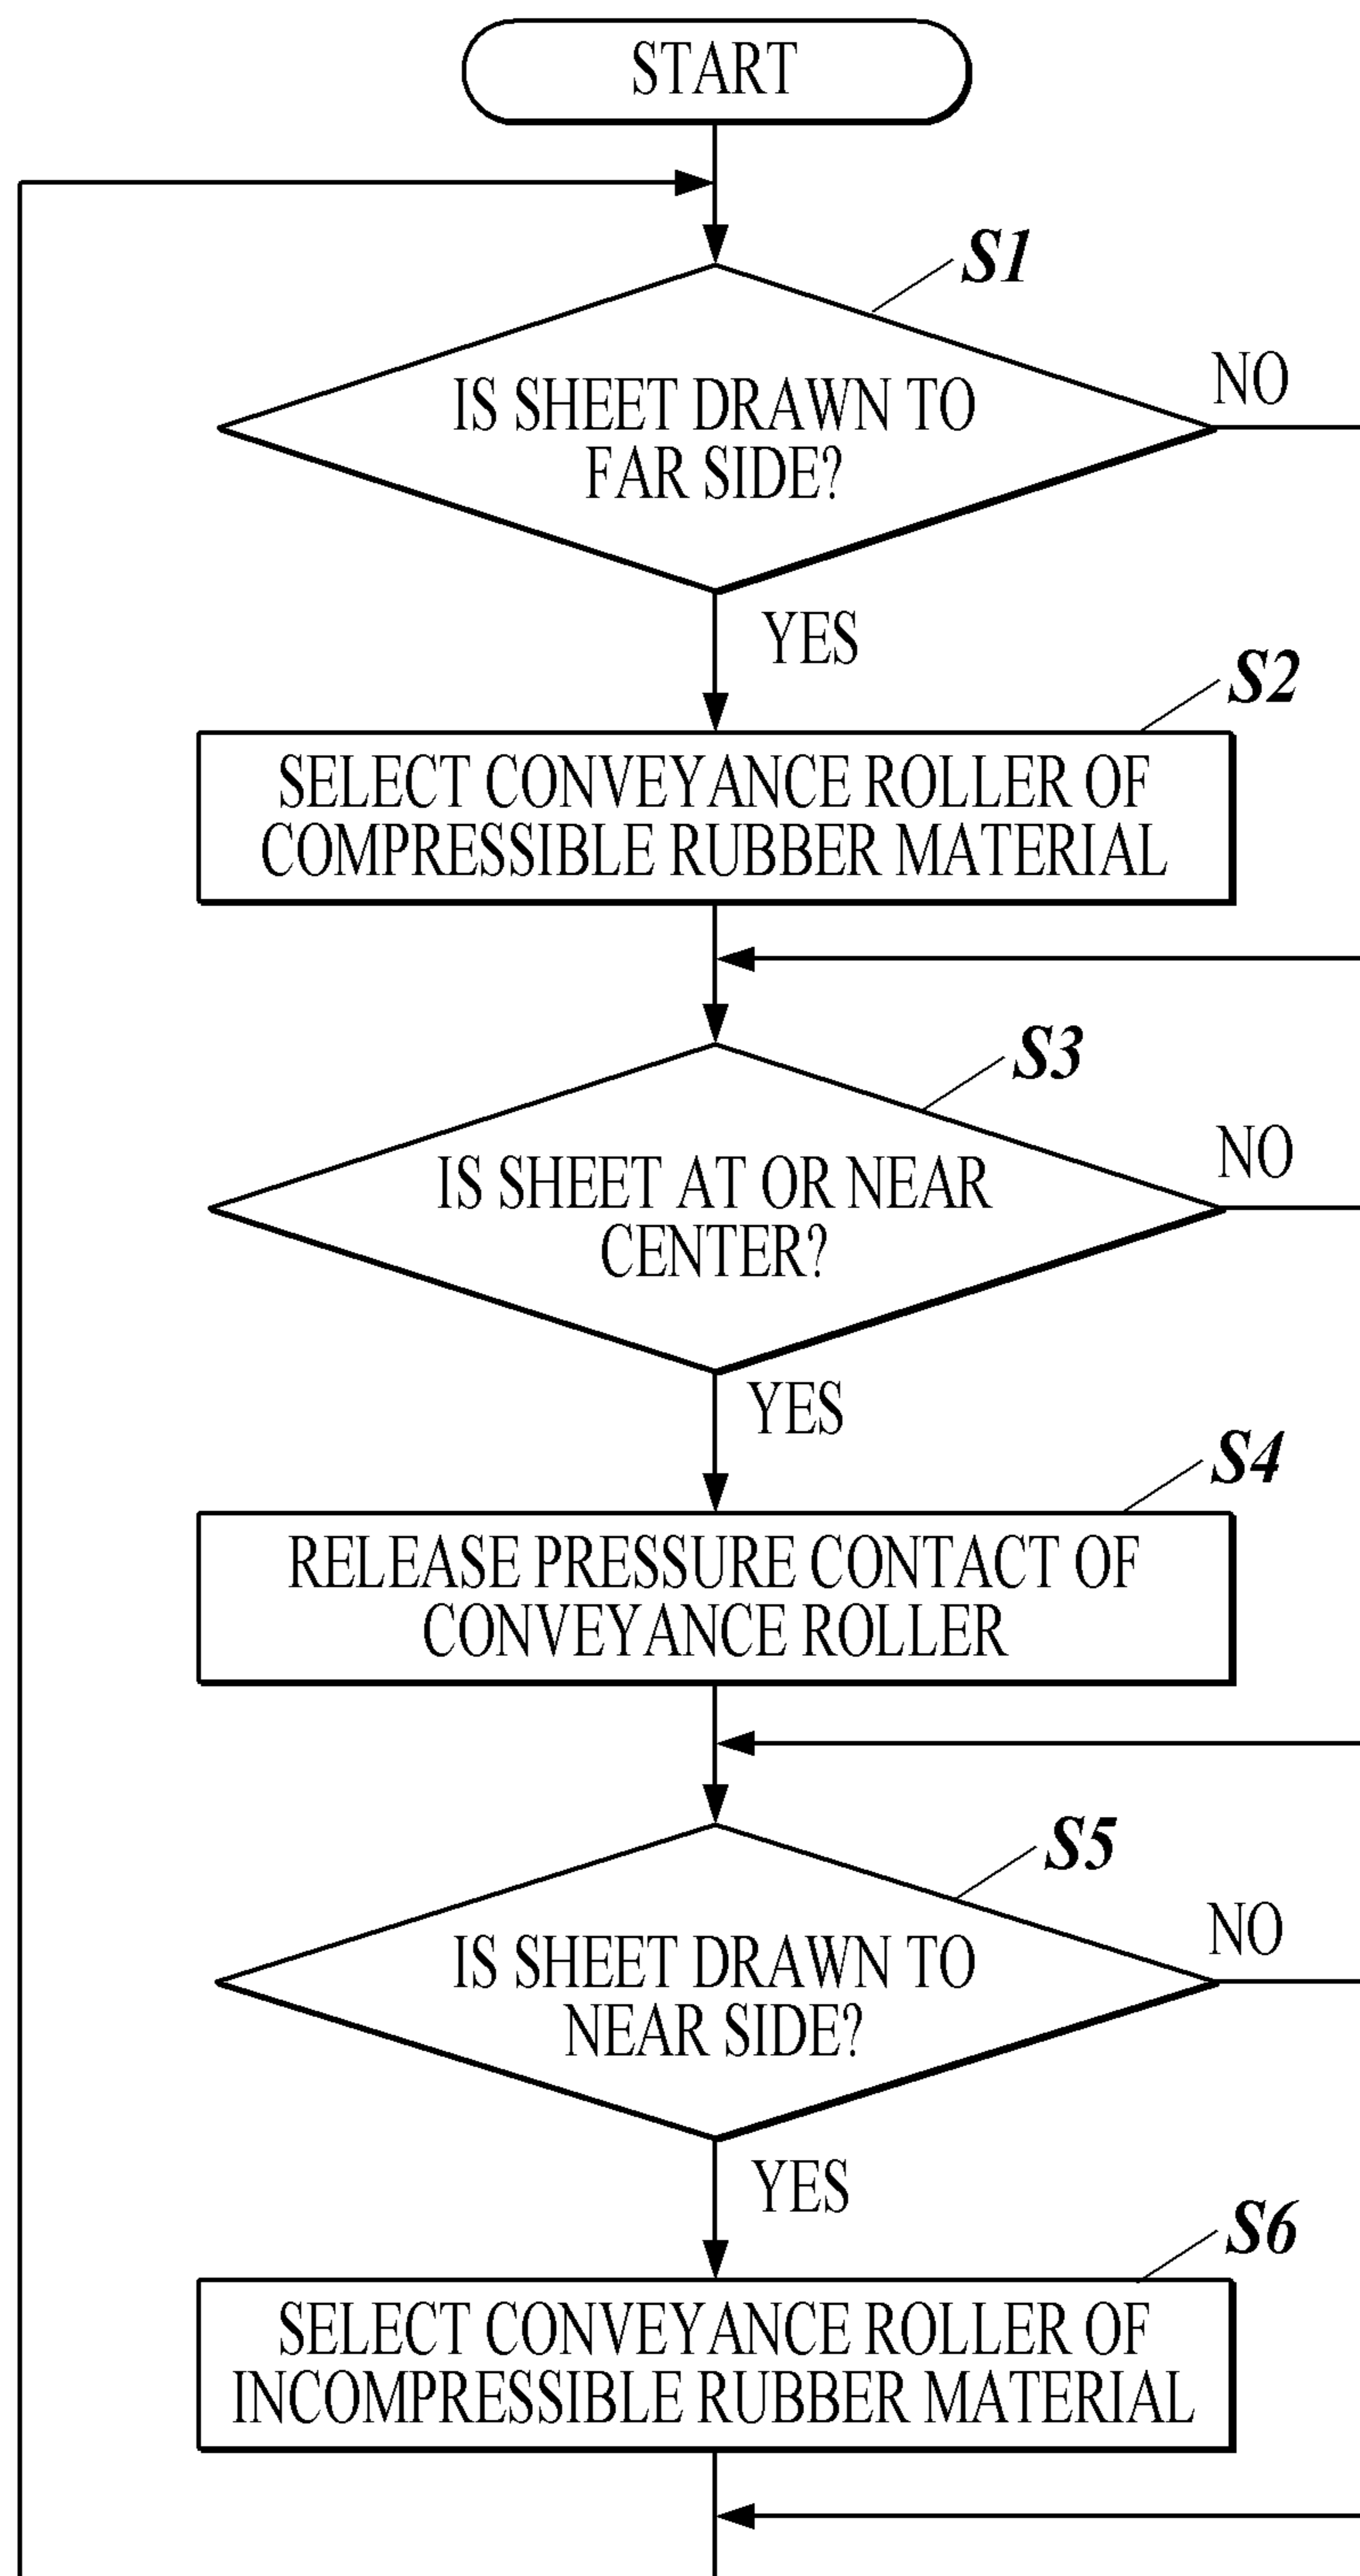 START
S1
IS SHEET DRAWN TO
FAR SIDE?
NO
YES
S2
SELECT CONVEYANCE ROLLER OF
COMPRESSIBLE RUBBER MATERIAL
S3
IS SHEET AT OR NEAR
CENTER?
NO
YES
S4
RELEASE PRESSURE CONTACT OF
CONVEYANCE ROLLER
S5
IS SHEET DRAWN TO
NEAR SIDE?
NO
YES
S6
SELECT CONVEYANCE ROLLER OF
INCOMPRESSIBLE RUBBER MATERIAL